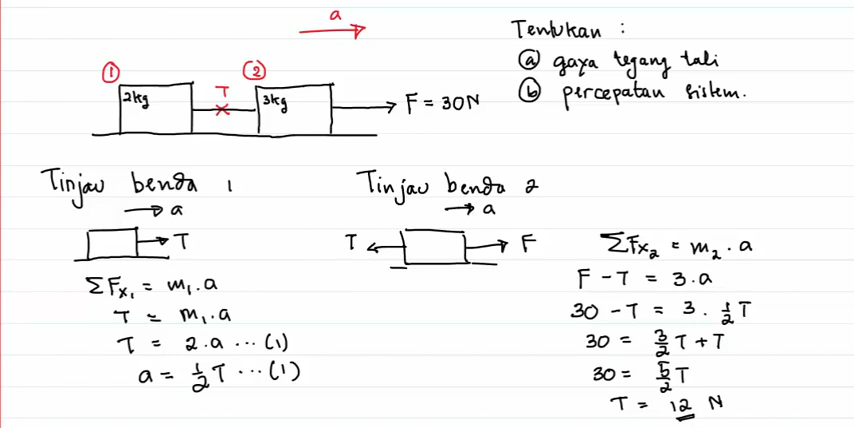 a
① ② T
2kg 3kg F = 30N
Tentukan :
ⓐ gaya tegang tali
ⓑ percepatan sistem.
Tinjau benda 1
a
T
ΣFx₁ = m₁.a
T = m₁.a
T = 2.a ...(1)
a = 1/2 T ...(1)
Tinjau benda 2
a
T F
ΣFx₂ = m₂.a
F - T = 3.a
30 - T = 3. 1/2 T
30 = 3/2 T + T
30 = 5/2 T
T = 12 N